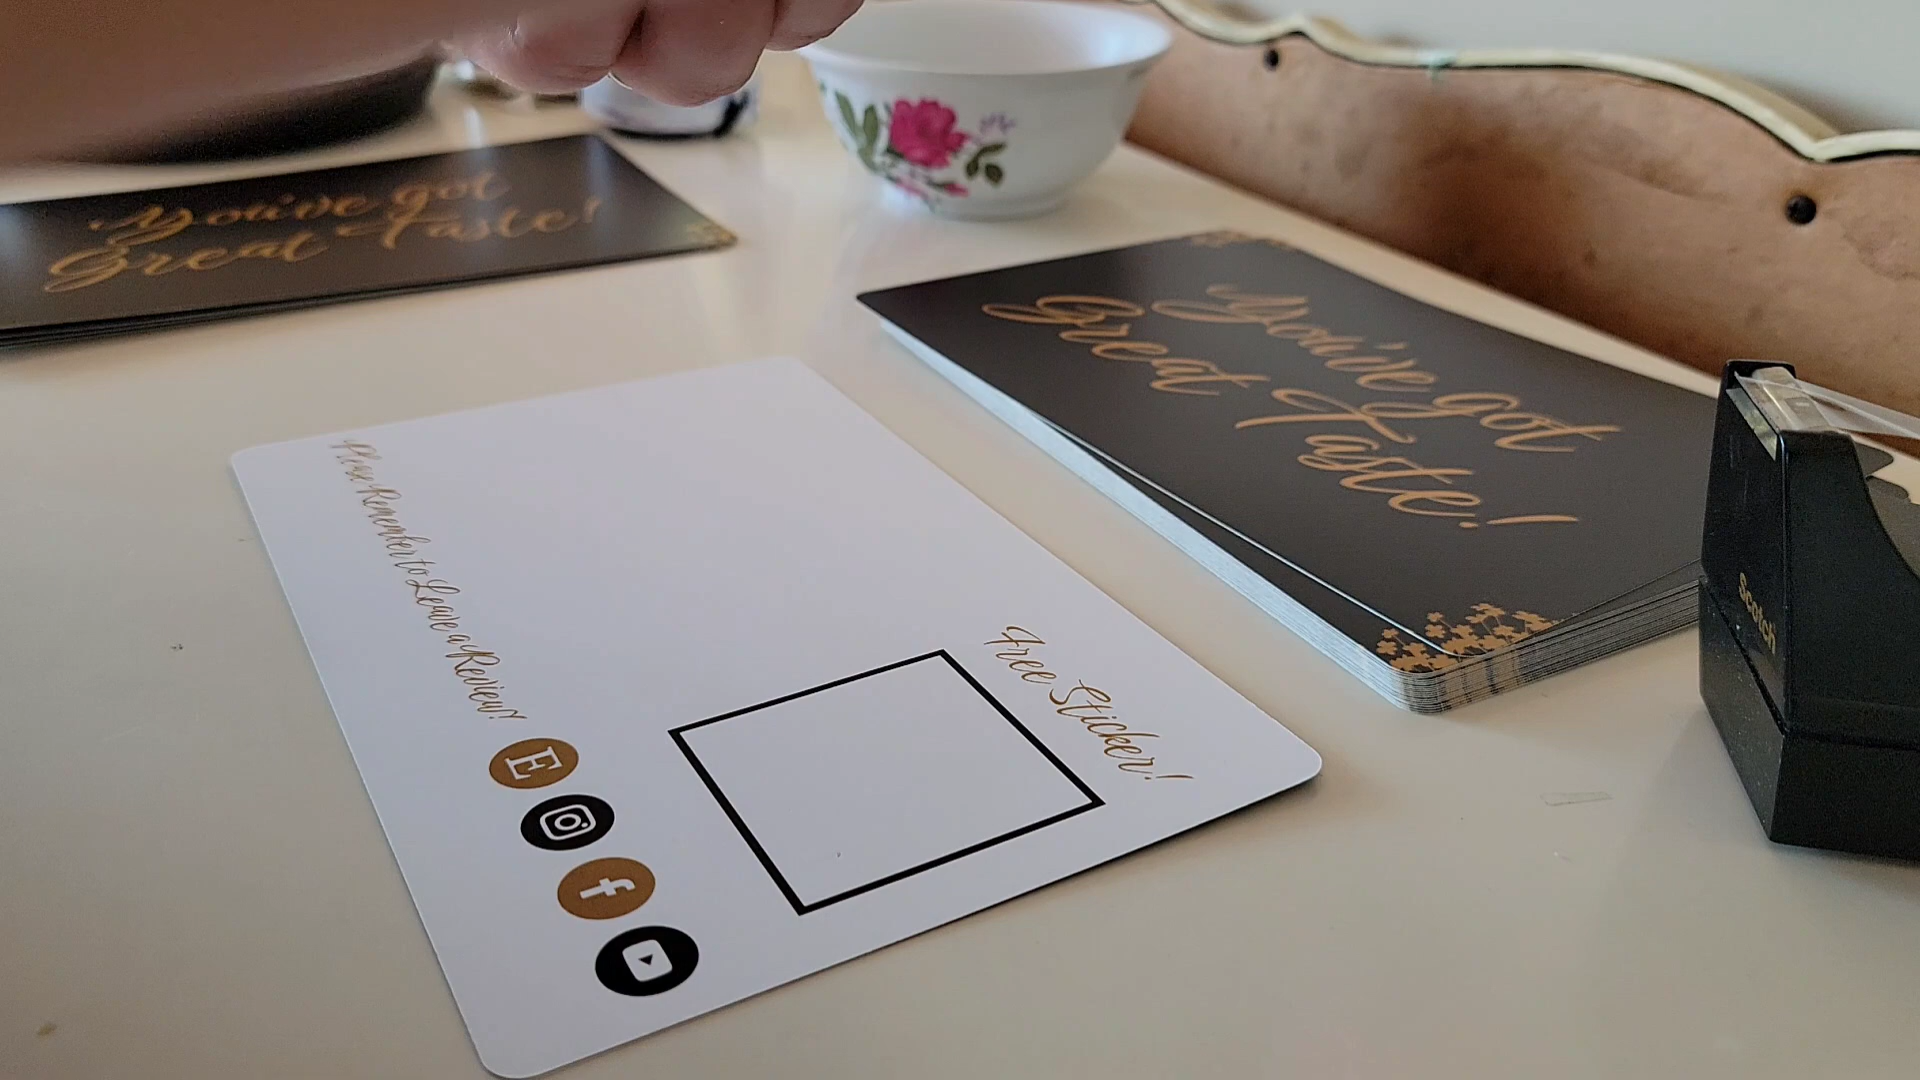 You've got
Great Taste!
You've got
Great Taste!
Please Remember to Leave a Review!
Free Sticker!
E
f
Scotch